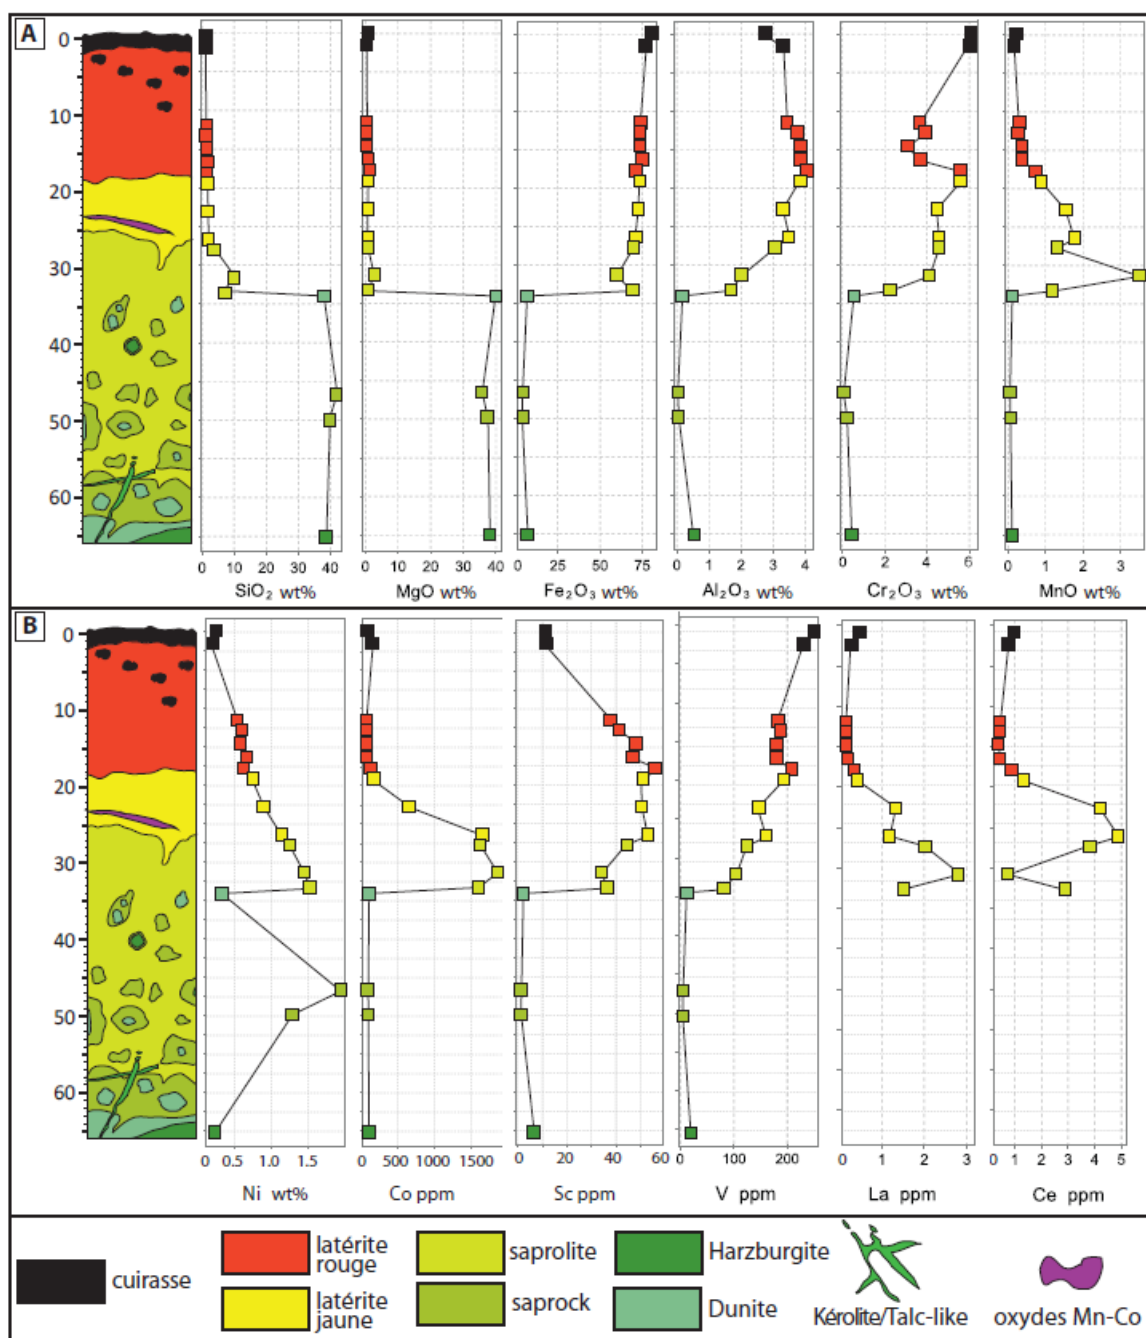 A
0
10
20
30
40
50
60
0 10 20 30 40
SiO2 wt%
0 10 20 30 40
MgO wt%
25 50 75
Fe2O3 wt%
0 1 2 3 4
Al2O3 wt%
0 2 4 6
Cr2O3 wt%
0 1 2 3
MnO wt%
B
0
10
20
30
40
50
60
0 0.5 1.0 1.5
Ni wt%
0 500 1000 1500
Co ppm
0 20 40 60
Sc ppm
0 100 200
V ppm
0 1 2 3
La ppm
0 1 2 3 4 5
Ce ppm
cuirasse
latérite
rouge
latérite
jaune
saprolite
saprock
Harzburgite
Dunite
Kérolite/Talc-like
oxydes Mn-Co